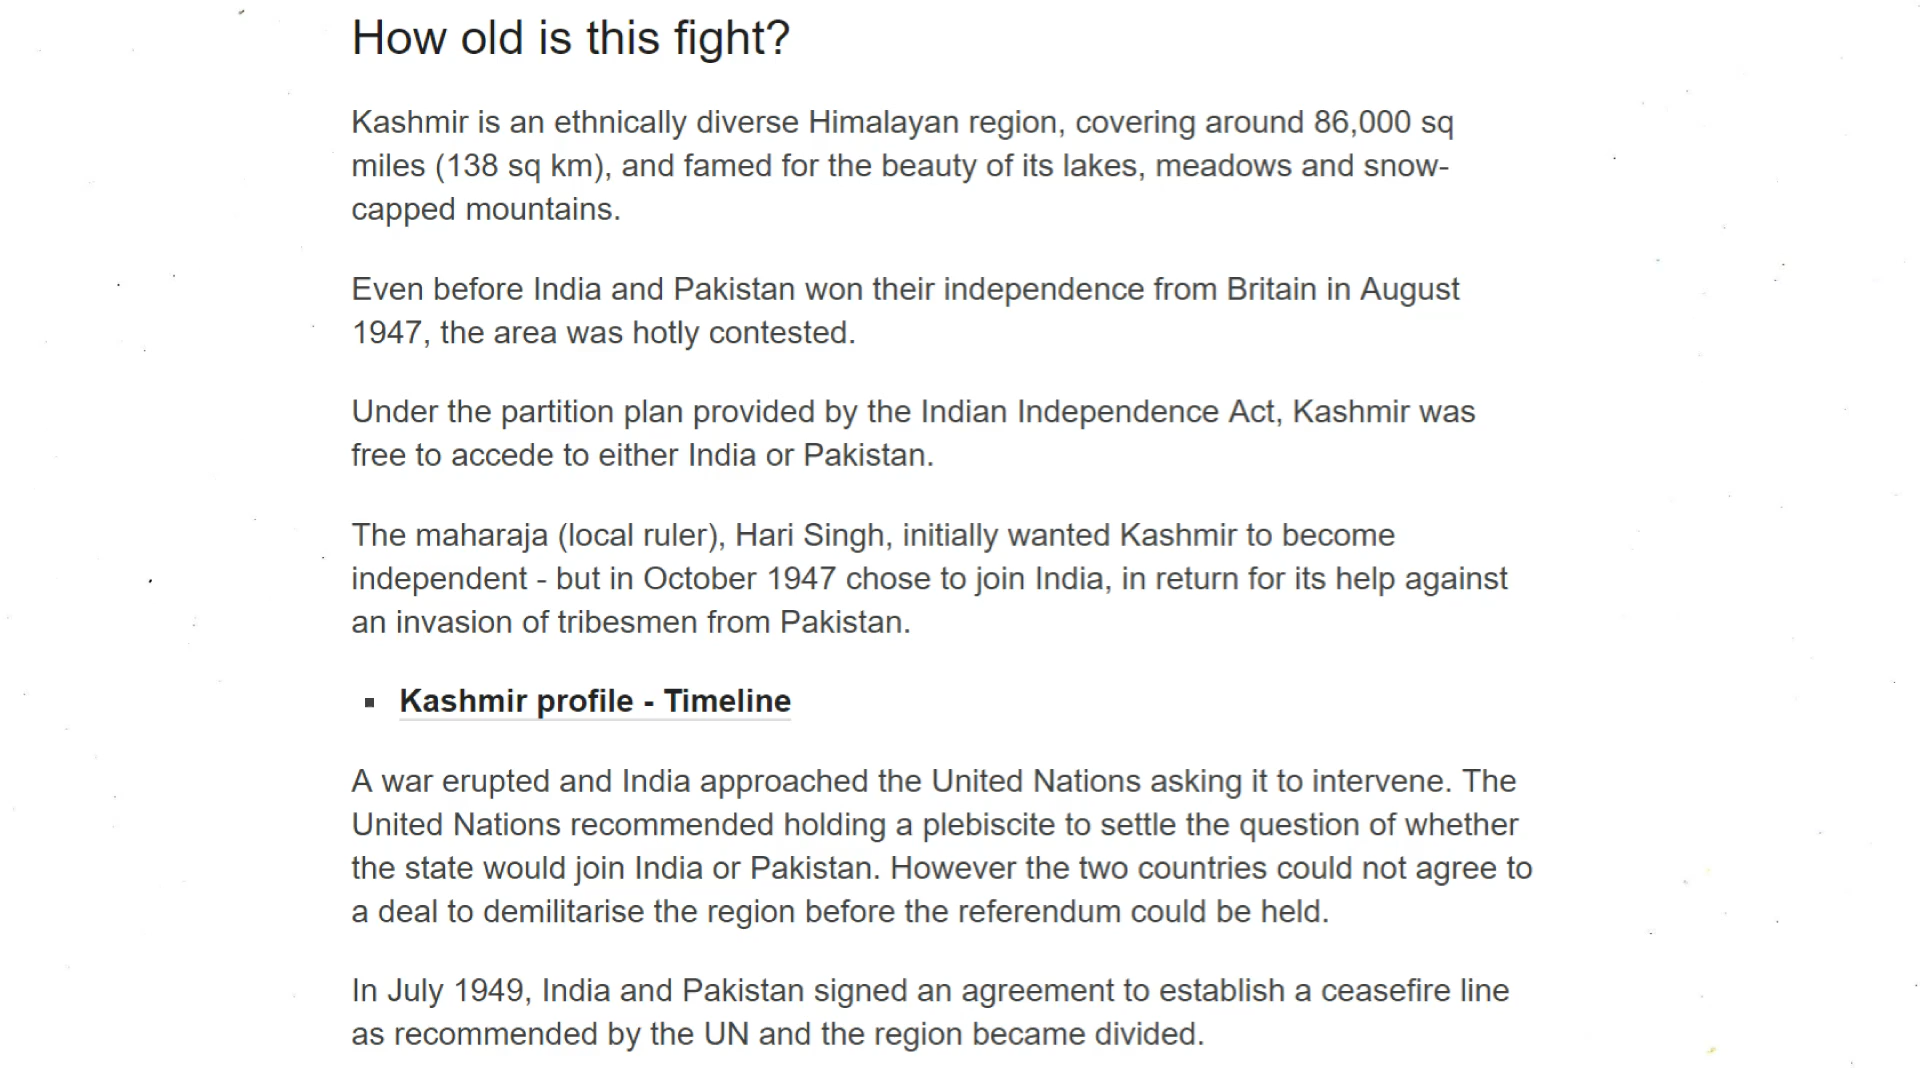 How old is this fight?
Kashmir is an ethnically diverse Himalayan region, covering around 86,000 sq
miles (138 sq km), and famed for the beauty of its lakes, meadows and snow-
capped mountains.
Even before India and Pakistan won their independence from Britain in August
1947, the area was hotly contested.
Under the partition plan provided by the Indian Independence Act, Kashmir was
free to accede to either India or Pakistan.
The maharaja (local ruler), Hari Singh, initially wanted Kashmir to become
independent - but in October 1947 chose to join India, in return for its help against
an invasion of tribesmen from Pakistan.
▪ Kashmir profile - Timeline
A war erupted and India approached the United Nations asking it to intervene. The
United Nations recommended holding a plebiscite to settle the question of whether
the state would join India or Pakistan. However the two countries could not agree to
a deal to demilitarise the region before the referendum could be held.
In July 1949, India and Pakistan signed an agreement to establish a ceasefire line
as recommended by the UN and the region became divided.